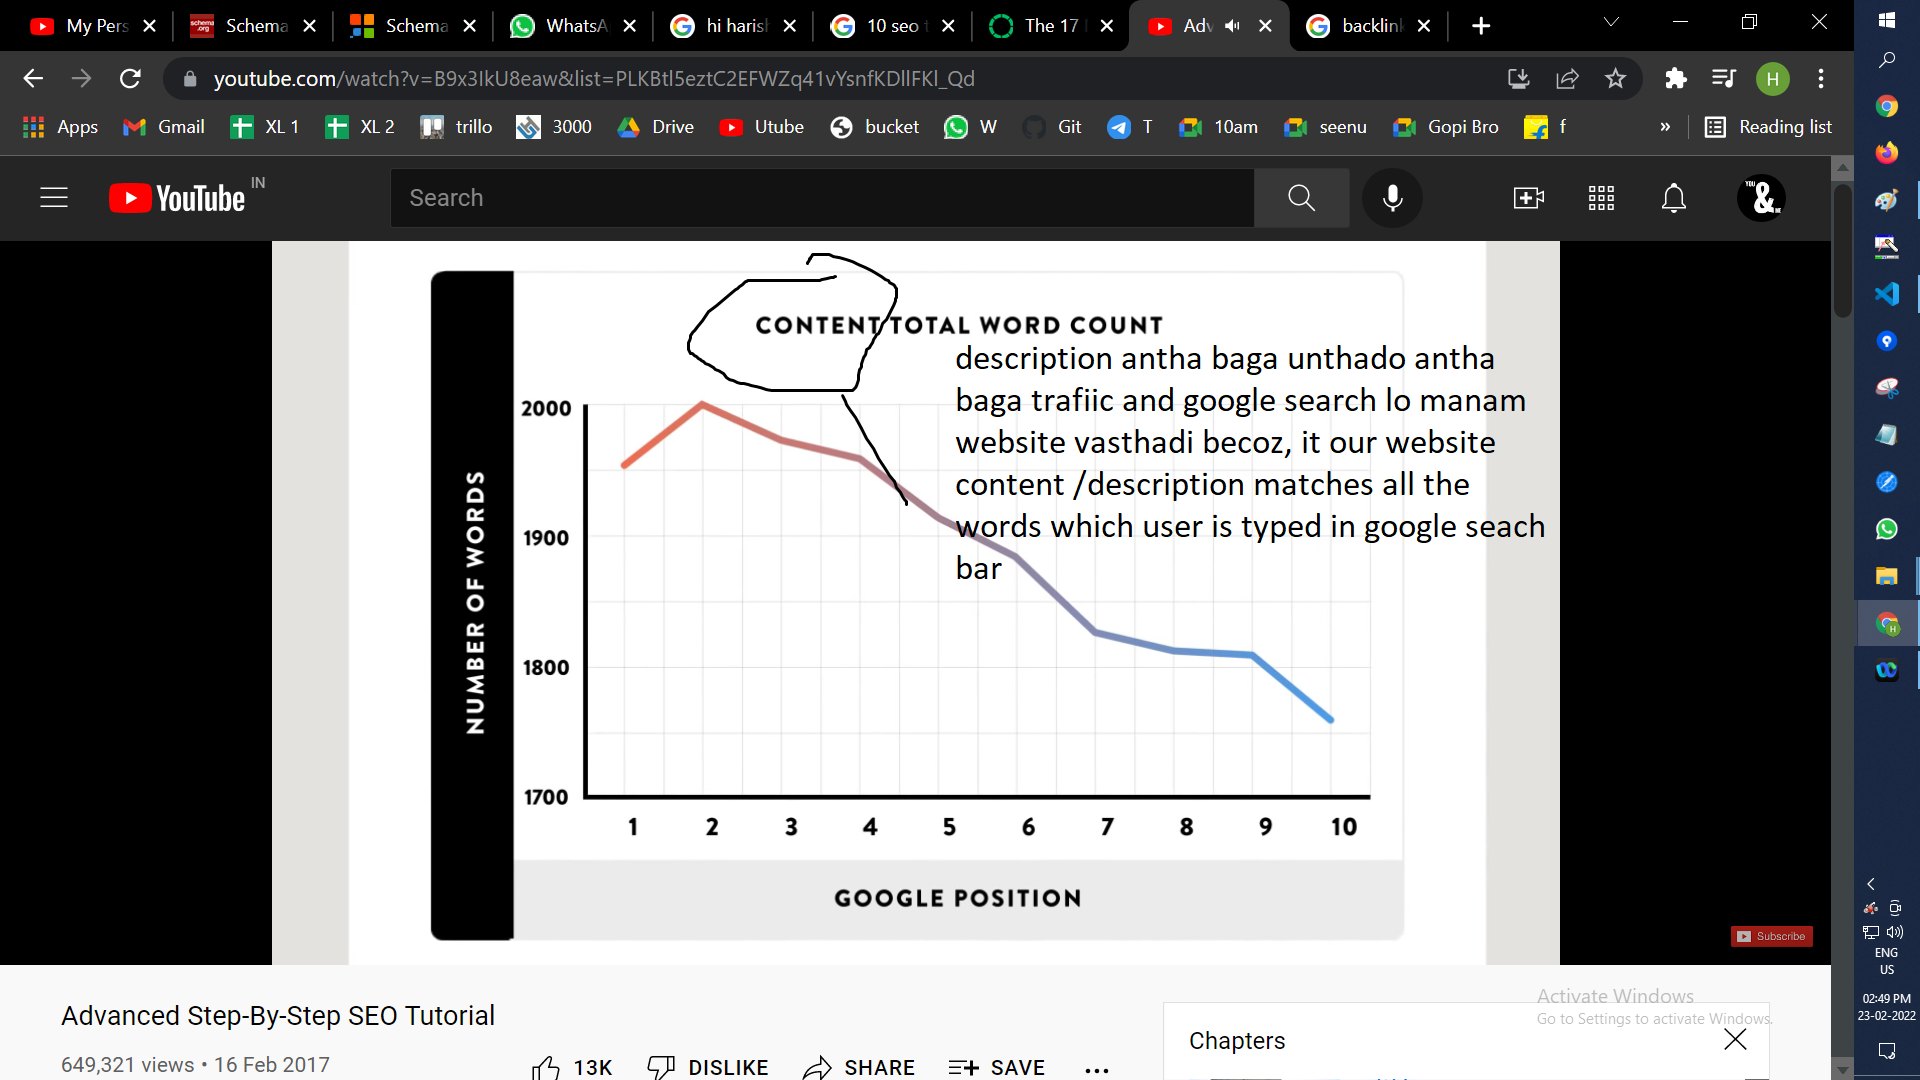 My Pers
Schema
Schema
WhatsA
hi harish
10 seo t
The 17
Adv
backlink
youtube.com/watch?v=B9x3IkU8eaw&list=PLKBtl5eztC2EFWZq41vYsnfKDllFKl_Qd
H
Apps
Gmail
XL 1
XL 2
trillo
3000
Drive
Utube
bucket
W
Git
T
10am
seenu
Gopi Bro
f
»
Reading list
YouTube IN
Search
YOU & ME
CONTENT TOTAL WORD COUNT
description antha baga unthado antha
baga trafiic and google search lo manam
website vasthadi becoz, it our website
content /description matches all the
words which user is typed in google seach
bar
NUMBER OF WORDS
2000
1900
1800
1700
1 2 3 4 5 6 7 8 9 10
GOOGLE POSITION
Subscribe
Advanced Step-By-Step SEO Tutorial
649,321 views • 16 Feb 2017
13K
DISLIKE
SHARE
SAVE
Chapters
Activate Windows
Go to Settings to activate Windows.
ENG
US
02:49 PM
23-02-2022